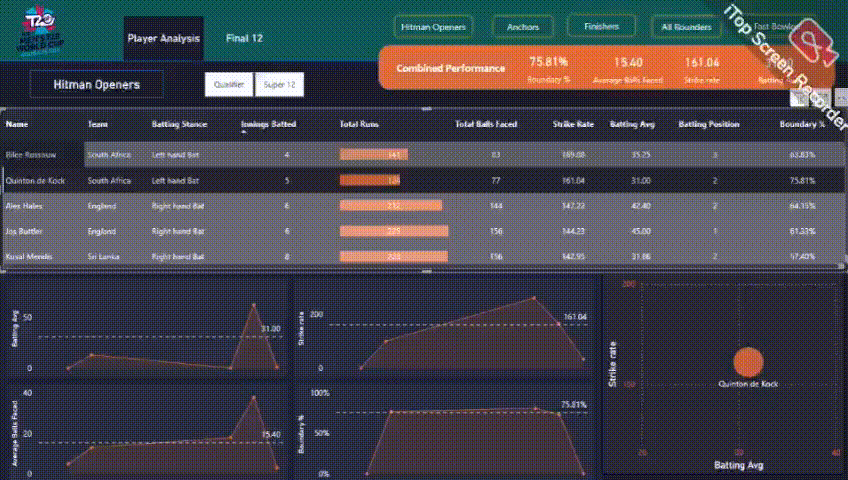 T20
MEN'S
WORLD CUP
Player Analysis
Final 12
Hitman Openers
Anchors
Finishers
All Rounders
Fast Bowlers
iTop Screen Recorder
Combined Performance
75.81%
Boundary %
15.40
Average Balls Faced
161.04
Strike rate
Hitman Openers
Qualifier
Super 12
Name Team Batting Stance Innings Batted Total Runs Total Balls Faced Strike Rate Batting Avg Batting Position Boundary %
Rilee Rossouw South Africa Left hand Bat 4 141 35.25 63.83%
Quinton de Kock South Africa Left hand Bat 5 77 161.04 31.00 2 75.81%
Alex Hales England Right hand Bat 6 212 144 147.22 42.40 2 64.15%
Jos Buttler England Right hand Bat 6 225 156 144.23 45.00 1 61.33%
Kusal Mendis Sri Lanka Right hand Bat 8 223 156 142.95 31.86 2 57.40%
Batting Avg
50
0
31.00
Strike rate
200
0
161.04
Average Balls Faced
40
20
0
15.40
Boundary %
100%
50%
0%
75.81%
Strike rate
200
100
Quinton de Kock
20
30
40
Batting Avg